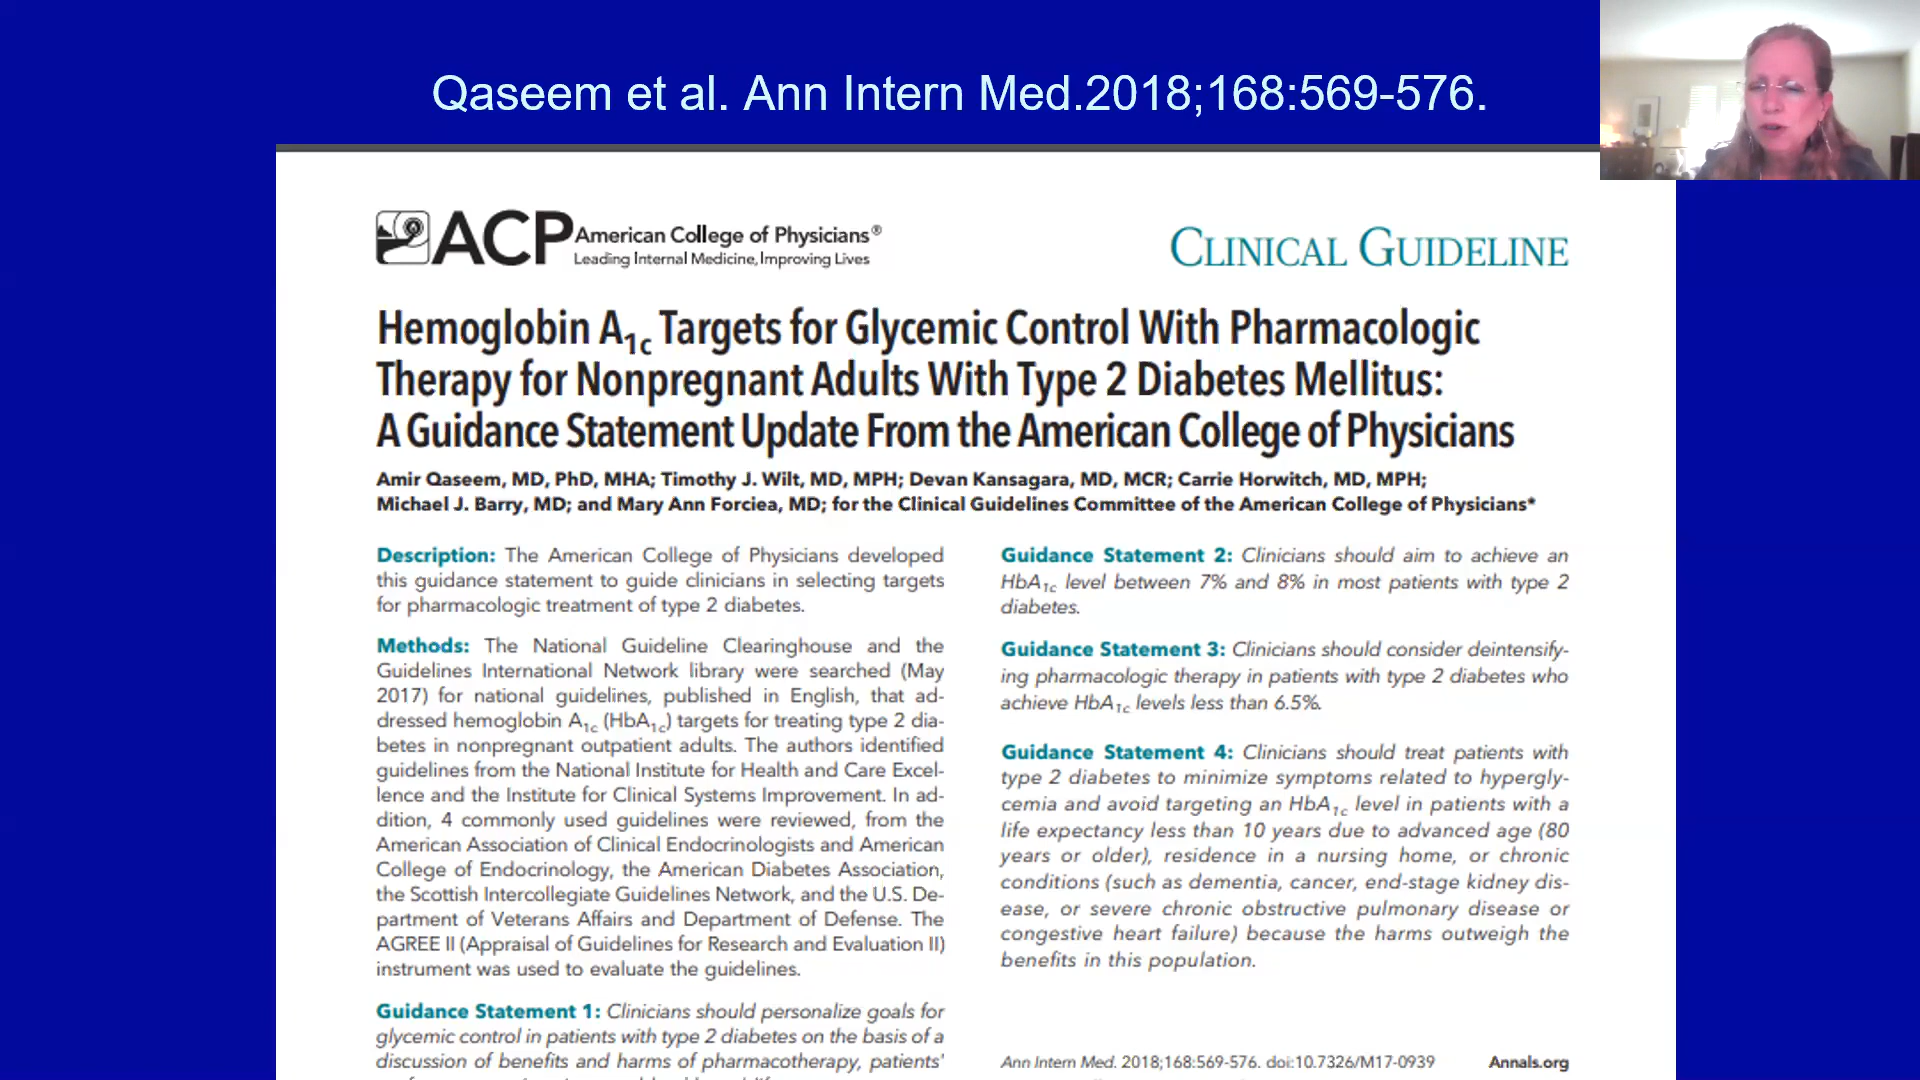 Qaseem et al. Ann Intern Med.2018;168:569-576.
ACP American College of Physicians®
Leading Internal Medicine, Improving Lives
CLINICAL GUIDELINE
Hemoglobin A1c Targets for Glycemic Control With Pharmacologic
Therapy for Nonpregnant Adults With Type 2 Diabetes Mellitus:
A Guidance Statement Update From the American College of Physicians
Amir Qaseem, MD, PhD, MHA; Timothy J. Wilt, MD, MPH; Devan Kansagara, MD, MCR; Carrie Horwitch, MD, MPH;
Michael J. Barry, MD; and Mary Ann Forciea, MD; for the Clinical Guidelines Committee of the American College of Physicians*
Description: The American College of Physicians developed
this guidance statement to guide clinicians in selecting targets
for pharmacologic treatment of type 2 diabetes.
Methods: The National Guideline Clearinghouse and the
Guidelines International Network library were searched (May
2017) for national guidelines, published in English, that ad-
dressed hemoglobin A1c (HbA1c) targets for treating type 2 dia-
betes in nonpregnant outpatient adults. The authors identified
guidelines from the National Institute for Health and Care Excel-
lence and the Institute for Clinical Systems Improvement. In ad-
dition, 4 commonly used guidelines were reviewed, from the
American Association of Clinical Endocrinologists and American
College of Endocrinology, the American Diabetes Association,
the Scottish Intercollegiate Guidelines Network, and the U.S. De-
partment of Veterans Affairs and Department of Defense. The
AGREE II (Appraisal of Guidelines for Research and Evaluation II)
instrument was used to evaluate the guidelines.
Guidance Statement 1: Clinicians should personalize goals for
glycemic control in patients with type 2 diabetes on the basis of a
discussion of benefits and harms of pharmacotherapy, patients'
Guidance Statement 2: Clinicians should aim to achieve an
HbA1c level between 7% and 8% in most patients with type 2
diabetes.
Guidance Statement 3: Clinicians should consider deintensify-
ing pharmacologic therapy in patients with type 2 diabetes who
achieve HbA1c levels less than 6.5%.
Guidance Statement 4: Clinicians should treat patients with
type 2 diabetes to minimize symptoms related to hypergly-
cemia and avoid targeting an HbA1c level in patients with a
life expectancy less than 10 years due to advanced age (80
years or older), residence in a nursing home, or chronic
conditions (such as dementia, cancer, end-stage kidney dis-
ease, or severe chronic obstructive pulmonary disease or
congestive heart failure) because the harms outweigh the
benefits in this population.
Ann Intern Med. 2018;168:569-576. doi:10.7326/M17-0939
Annals.org